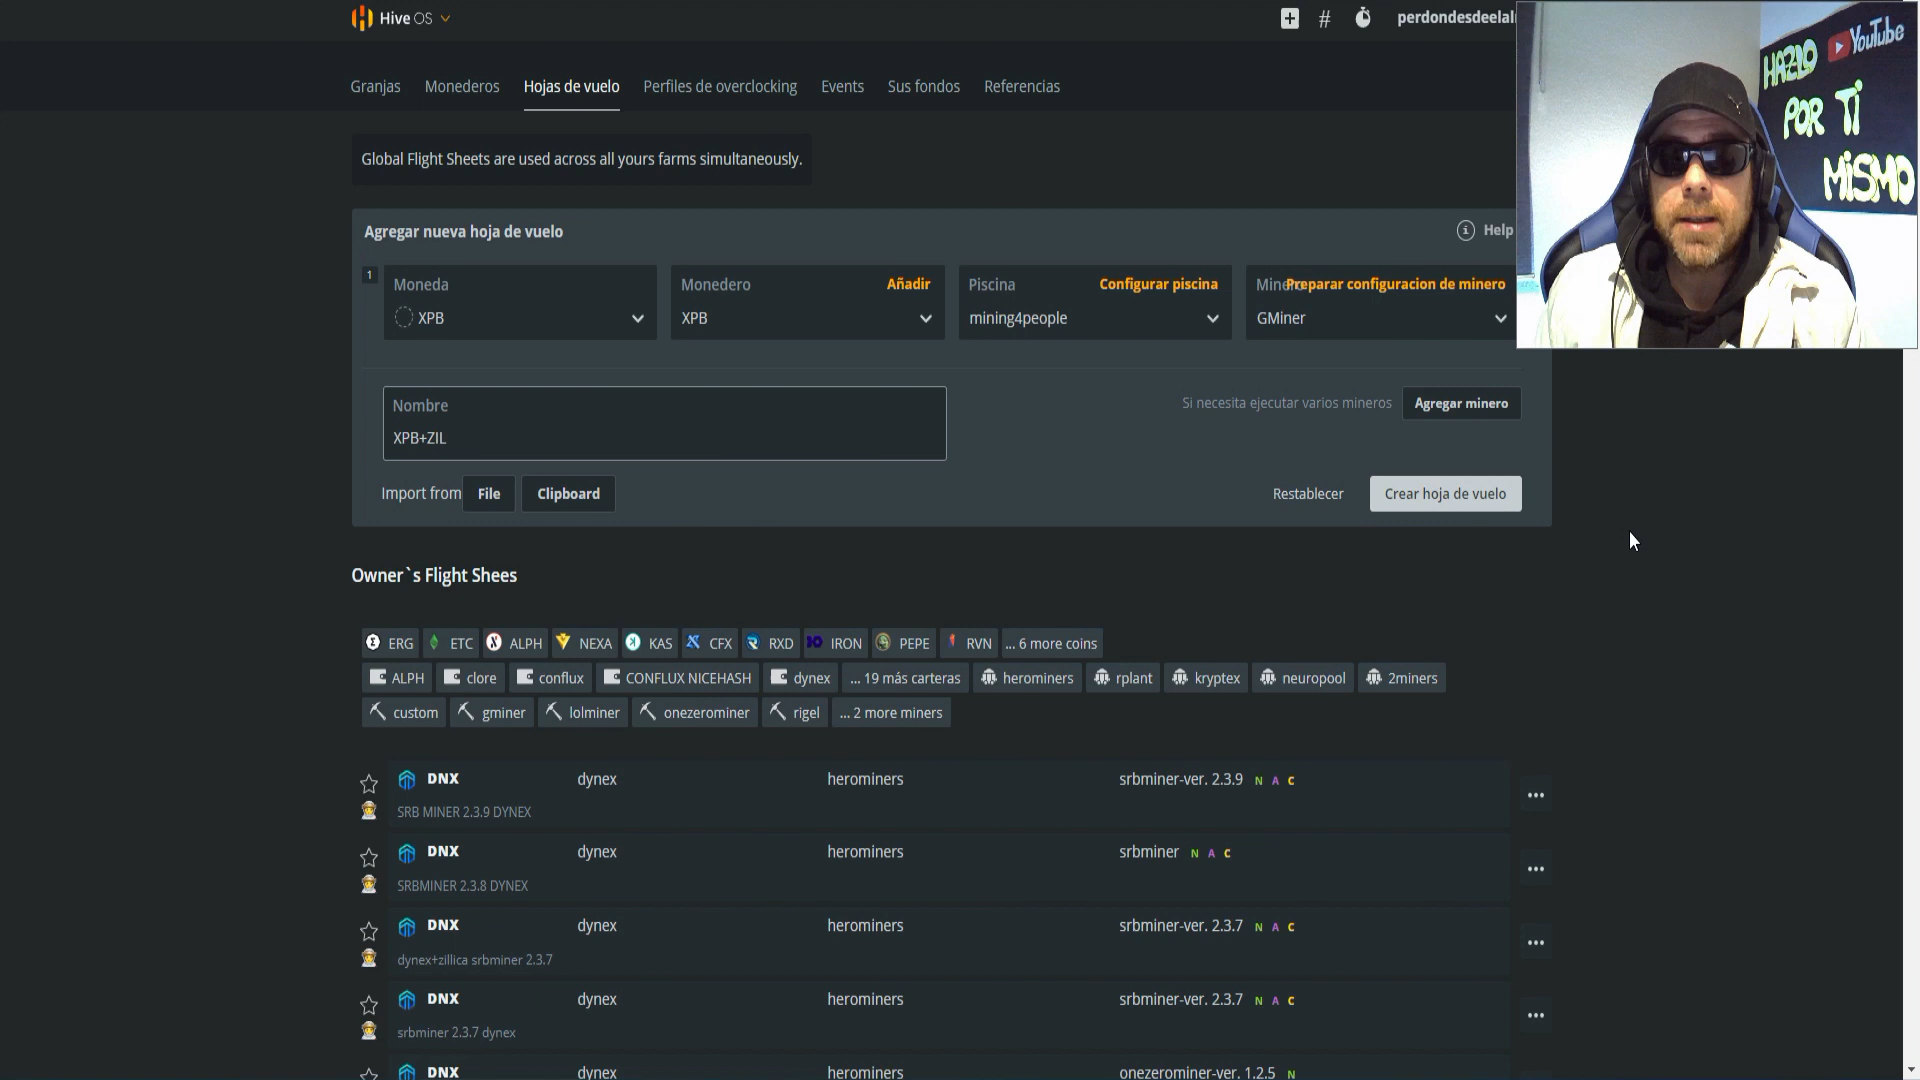 Hive OS
# perdondesdeelal
Granjas Monederos Hojas de vuelo Perfiles de overclocking Events Sus fondos Referencias
Global Flight Sheets are used across all yours farms simultaneously.
Agregar nueva hoja de vuelo
Help
1
Moneda
XPB
Monedero Añadir
XPB
Piscina Configurar piscina
mining4people
Preparar configuracion de minero
GMiner
Nombre
XPB+ZIL
Si necesita ejecutar varios mineros Agregar minero
Import from File Clipboard
Restablecer Crear hoja de vuelo
Owner`s Flight Shees
ERG ETC ALPH NEXA KAS CFX RXD IRON PEPE RVN ... 6 more coins
ALPH clore conflux CONFLUX NICEHASH dynex ... 19 más carteras herominers rplant kryptex neuropool 2miners
custom gminer lolminer onezerominer rigel ... 2 more miners
DNX dynex herominers srbminer-ver. 2.3.9 N A C
SRB MINER 2.3.9 DYNEX
DNX dynex herominers srbminer N A C
SRBMINER 2.3.8 DYNEX
DNX dynex herominers srbminer-ver. 2.3.7 N A C
dynex+zillica srbminer 2.3.7
DNX dynex herominers srbminer-ver. 2.3.7 N A C
srbminer 2.3.7 dynex
DNX dynex herominers onezerominer-ver. 1.2.5 N
YouTube
HAZLO
POR TI
MISMO